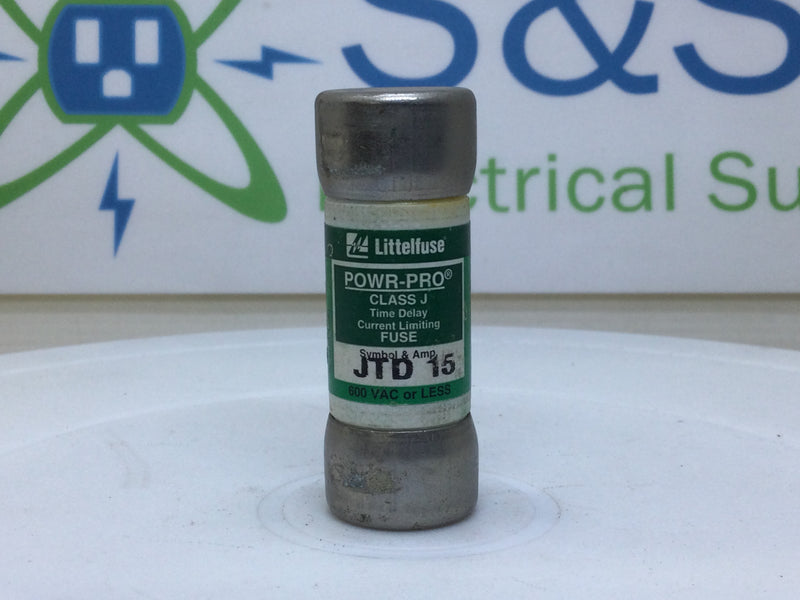 S&S
ctrical Su
Littelfuse
POWR-PRO®
CLASS J
Time Delay
Current Limiting
FUSE
Symbol & Amp
JTD 15
600 VAC or LESS